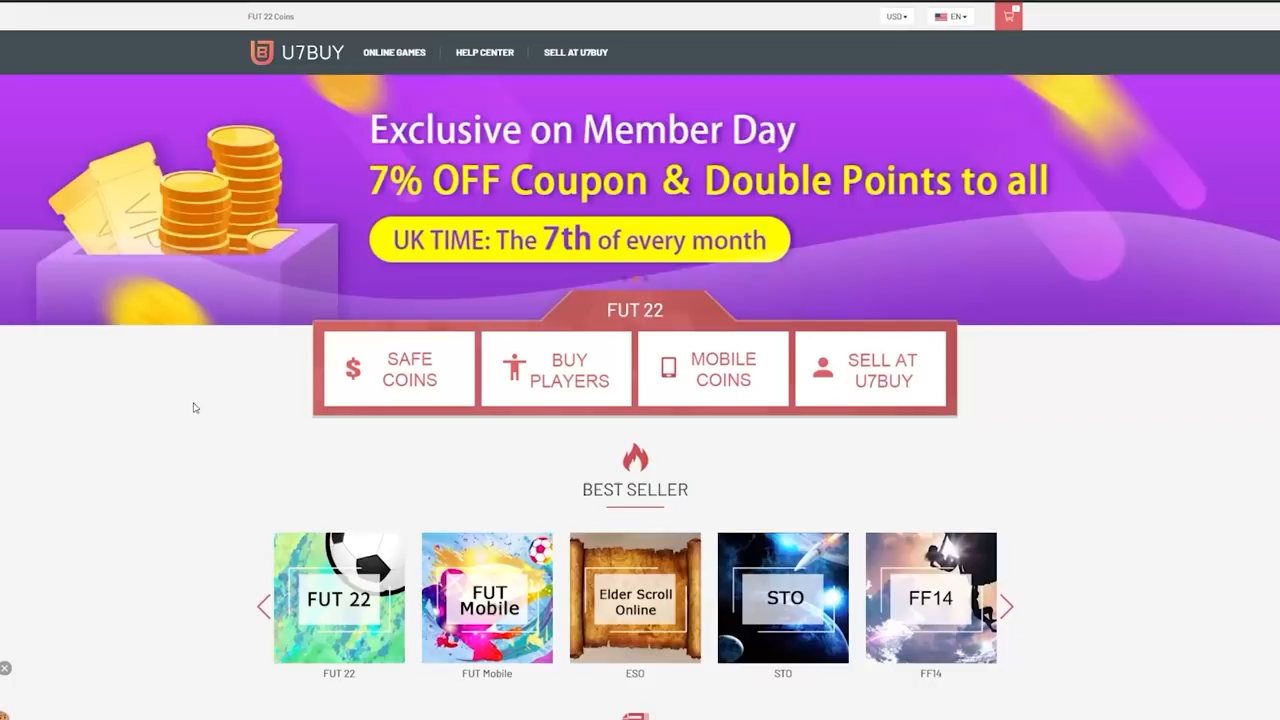 FUT 22 Coins
USD
EN
1
U7BUY
ONLINE GAMES
HELP CENTER
SELL AT U7BUY
Exclusive on Member Day
7% OFF Coupon & Double Points to all
UK TIME: The 7th of every month
VIP
FUT 22
SAFE
COINS
BUY
PLAYERS
MOBILE
COINS
SELL AT
U7BUY
BEST SELLER
FUT 22
FUT
Mobile
Elder Scroll
Online
STO
FF14
FUT 22
FUT Mobile
ESO
STO
FF14